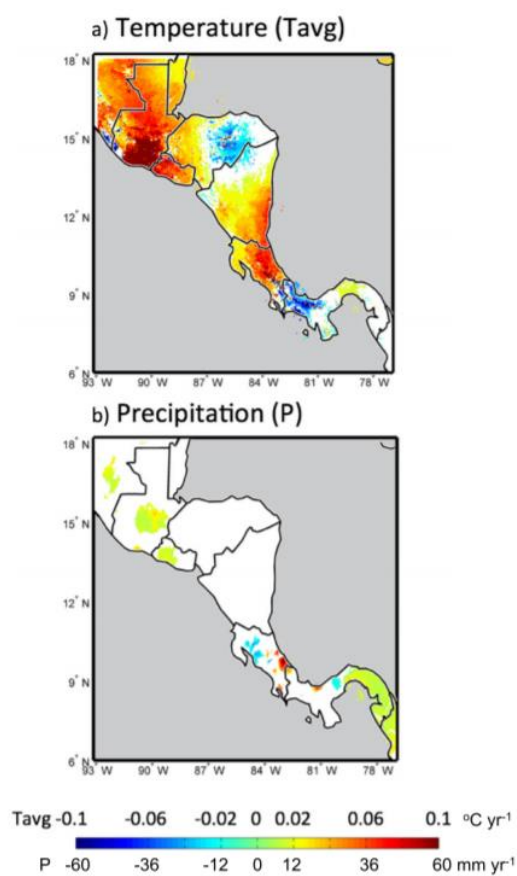 a) Temperature (Tavg)
18° N
15° N
12° N
9° N
6° N
93° W 90° W 87° W 84° W 81° W 78° W
b) Precipitation (P)
18° N
15° N
12° N
9° N
6° N
93° W 90° W 87° W 84° W 81° W 78° W
Tavg -0.1 -0.06 -0.02 0 0.02 0.06 0.1 °C yr⁻¹
P -60 -36 -12 0 12 36 60 mm yr⁻¹